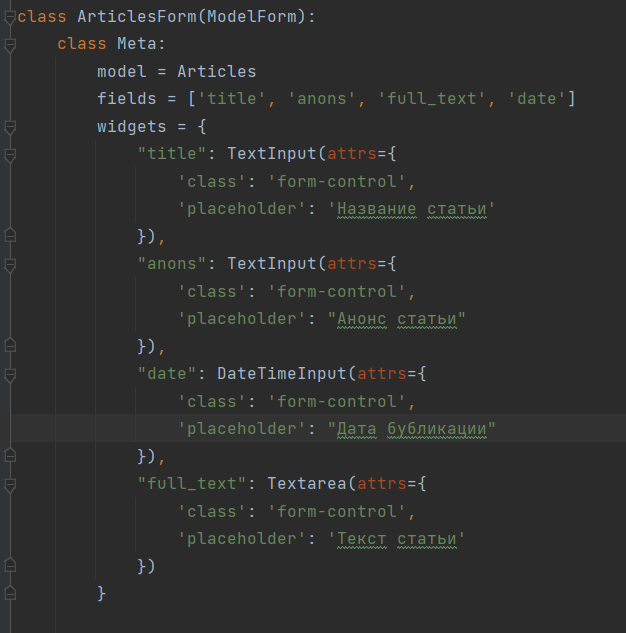 class ArticlesForm(ModelForm):
    class Meta:
        model = Articles
        fields = ['title', 'anons', 'full_text', 'date']
        widgets = {
            "title": TextInput(attrs={
                'class': 'form-control',
                'placeholder': 'Название статьи'
            }),
            "anons": TextInput(attrs={
                'class': 'form-control',
                'placeholder': "Анонс статьи"
            }),
            "date": DateTimeInput(attrs={
                'class': 'form-control',
                'placeholder': "Дата бубликации"
            }),
            "full_text": Textarea(attrs={
                'class': 'form-control',
                'placeholder': 'Текст статьи'
            })
        }